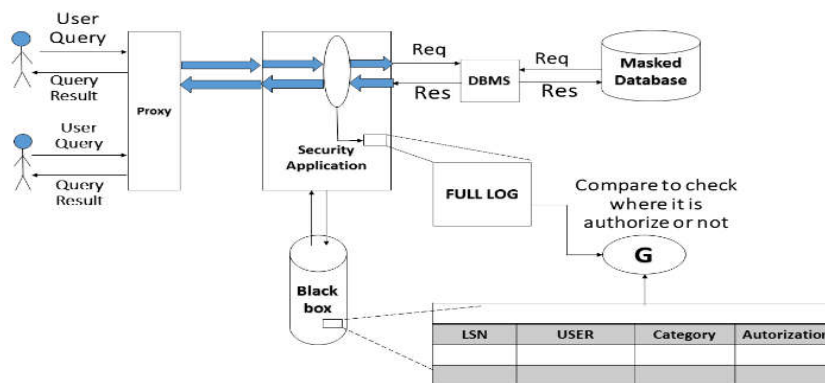 User
Query
Query
Result
User
Query
Query
Result
Proxy
Security
Application
Req
Res
DBMS
Req
Res
Masked
Database
FULL LOG
Compare to check
where it is
authorize or not
G
Black
box
LSN USER Category Autorization